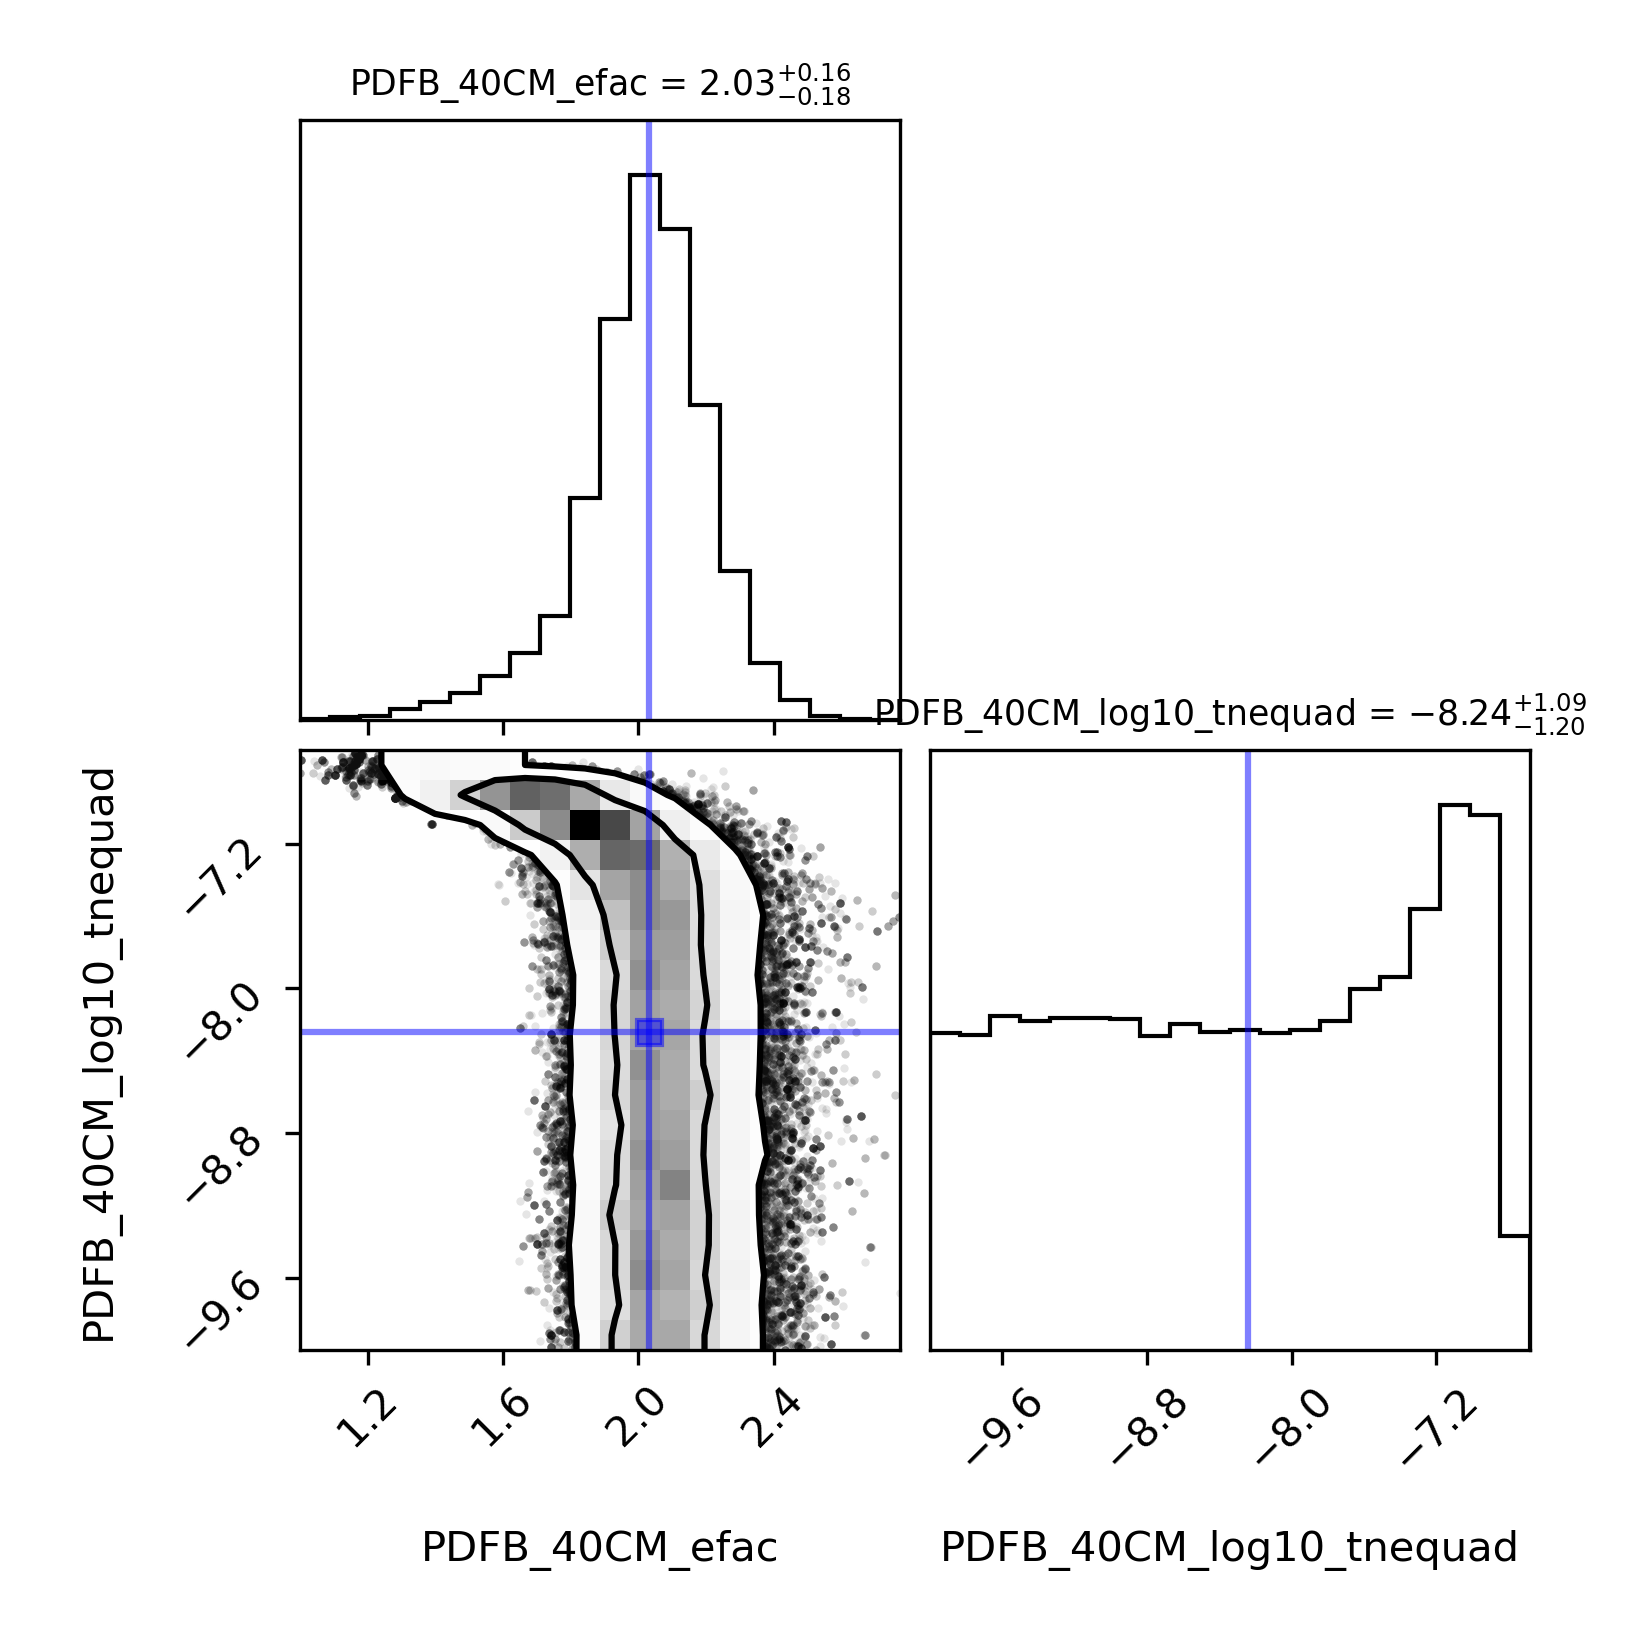 PDFB_40CM_efac = 2.03+0.16
−0.18
PDFB_40CM_log10_tnequad = −8.24+1.09
−1.20
PDFB_40CM_log10_tnequad
−7.2
−8.0
−8.8
−9.6
1.2
1.6
2.0
2.4
−9.6
−8.8
−8.0
−7.2
PDFB_40CM_efac
PDFB_40CM_log10_tnequad